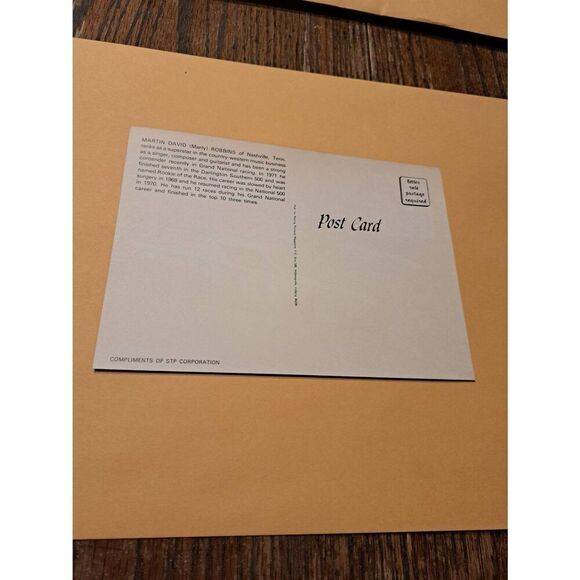 MARTIN DAVID (Marty) ROBBINS of Nashville, Tenn.
ranks as a superstar in the country western music business
as a singer, composer and guitarist and has been a strong
contender recently in Grand National racing. In 1971 he
finished seventh in the Darlington Southern 500 and was
named Rookie of the Race. His career was slowed by heart
surgery in 1969 and he resumed racing in the National 500
in 1970. He has run 12 races during his Grand National
career and finished in the top 10 three times.
letter
rate
postage
required
Post Card
COMPLIMENTS OF STP CORPORATION